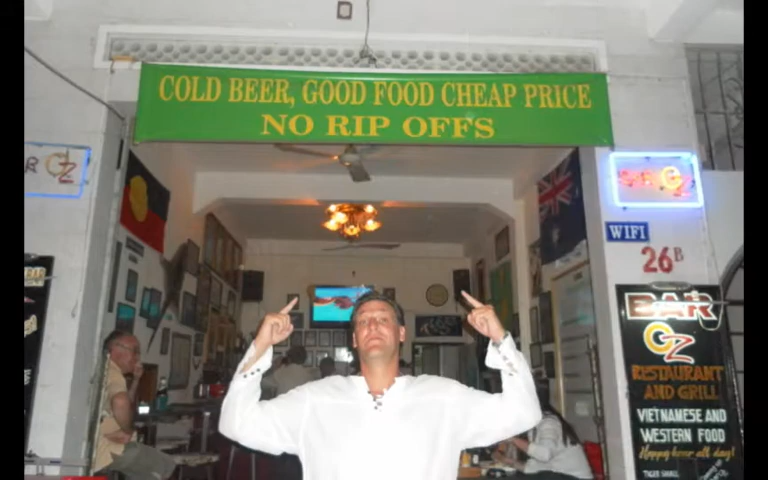 COLD BEER, GOOD FOOD CHEAP PRICE
NO RIP OFFS
R OZ
WIFI
26B
BAR
OZ
RESTAURANT
AND GRILL
VIETNAMESE AND
WESTERN FOOD
Happy hour all day!